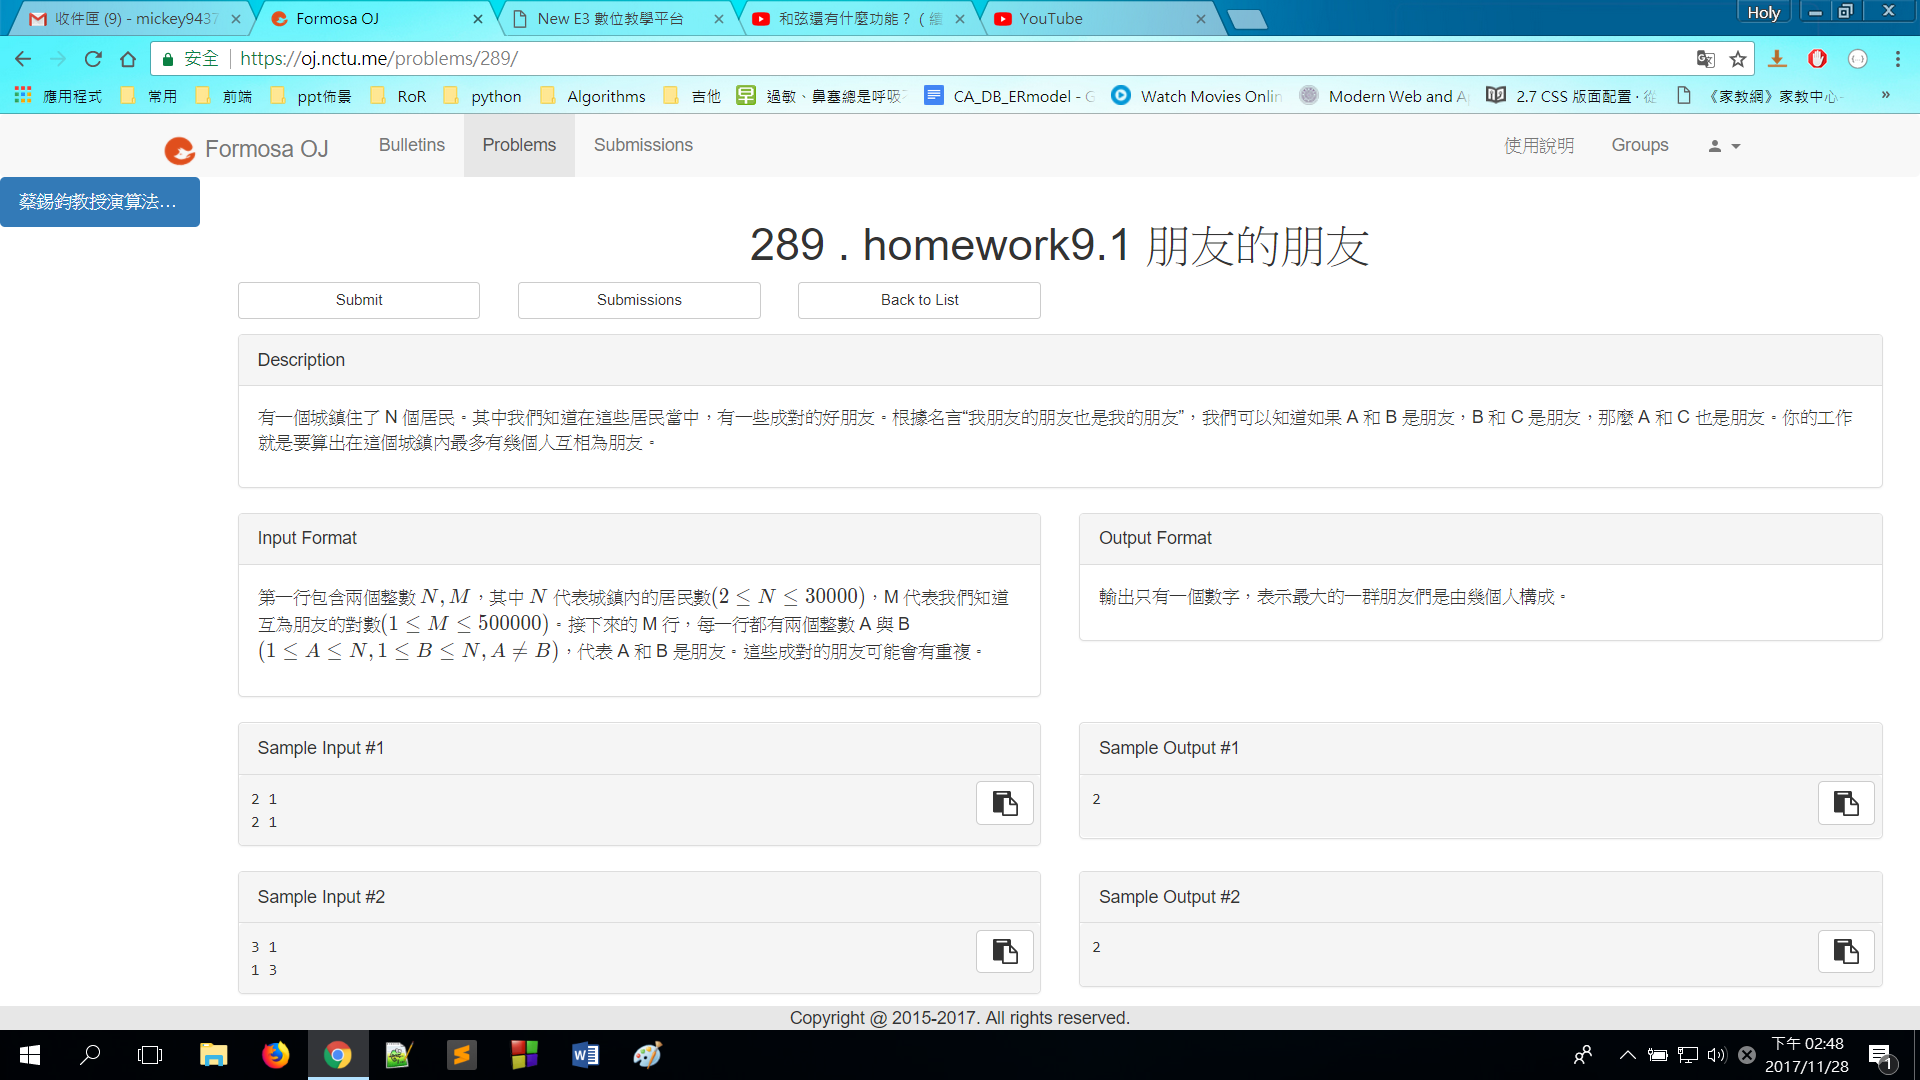 收件匣 (9) - mickey9437
Formosa OJ
New E3 數位教學平台
和弦還有什麼功能？ ( 續
YouTube
Holy
安全
https://oj.nctu.me/problems/289/
應用程式
常用
前端
ppt佈景
RoR
python
Algorithms
吉他
過敏、鼻塞總是呼吸不
CA_DB_ERmodel - G
Watch Movies Onlin
Modern Web and A
2.7 CSS 版面配置 · 從
《家教網》家教中心-
»
Formosa OJ
Bulletins
Problems
Submissions
使用說明
Groups
蔡錫鈞教授演算法...
289 . homework9.1 朋友的朋友
Submit
Submissions
Back to List
Description
有一個城鎮住了 N 個居民。其中我們知道在這些居民當中，有一些成對的好朋友。根據名言“我朋友的朋友也是我的朋友”，我們可以知道如果 A 和 B 是朋友，B 和 C 是朋友，那麼 A 和 C 也是朋友。你的工作
就是要算出在這個城鎮內最多有幾個人互相為朋友。
Input Format
第一行包含兩個整數 N, M，其中 N 代表城鎮內的居民數(2 ≤ N ≤ 30000)，M 代表我們知道
互為朋友的對數(1 ≤ M ≤ 500000)。接下來的 M 行，每一行都有兩個整數 A 與 B
(1 ≤ A ≤ N, 1 ≤ B ≤ N, A ≠ B)，代表 A 和 B 是朋友。這些成對的朋友可能會有重複。
Output Format
輸出只有一個數字，表示最大的一群朋友們是由幾個人構成。
Sample Input #1
2 1
2 1
Sample Output #1
2
Sample Input #2
3 1
1 3
Sample Output #2
2
Copyright @ 2015-2017. All rights reserved.
下午 02:48
2017/11/28
1